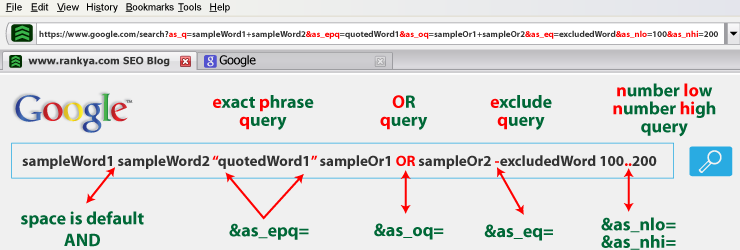 File Edit View History Bookmarks Tools Help
https://www.google.com/search?as_q=sampleWord1+sampleWord2&as_epq=quotedWord1&as_oq=sampleOr1+sampleOr2&as_eq=excludedWord&as_nlo=100&as_nhi=200
www.rankya.com SEO Blog Google
Google
exact phrase
query
OR
query
exclude
query
number low
number high
query
sampleWord1 sampleWord2 “quotedWord1” sampleOr1 OR sampleOr2 -excludedWord 100..200
space is default
AND
&as_epq=
&as_oq=
&as_eq=
&as_nlo=
&as_nhi=